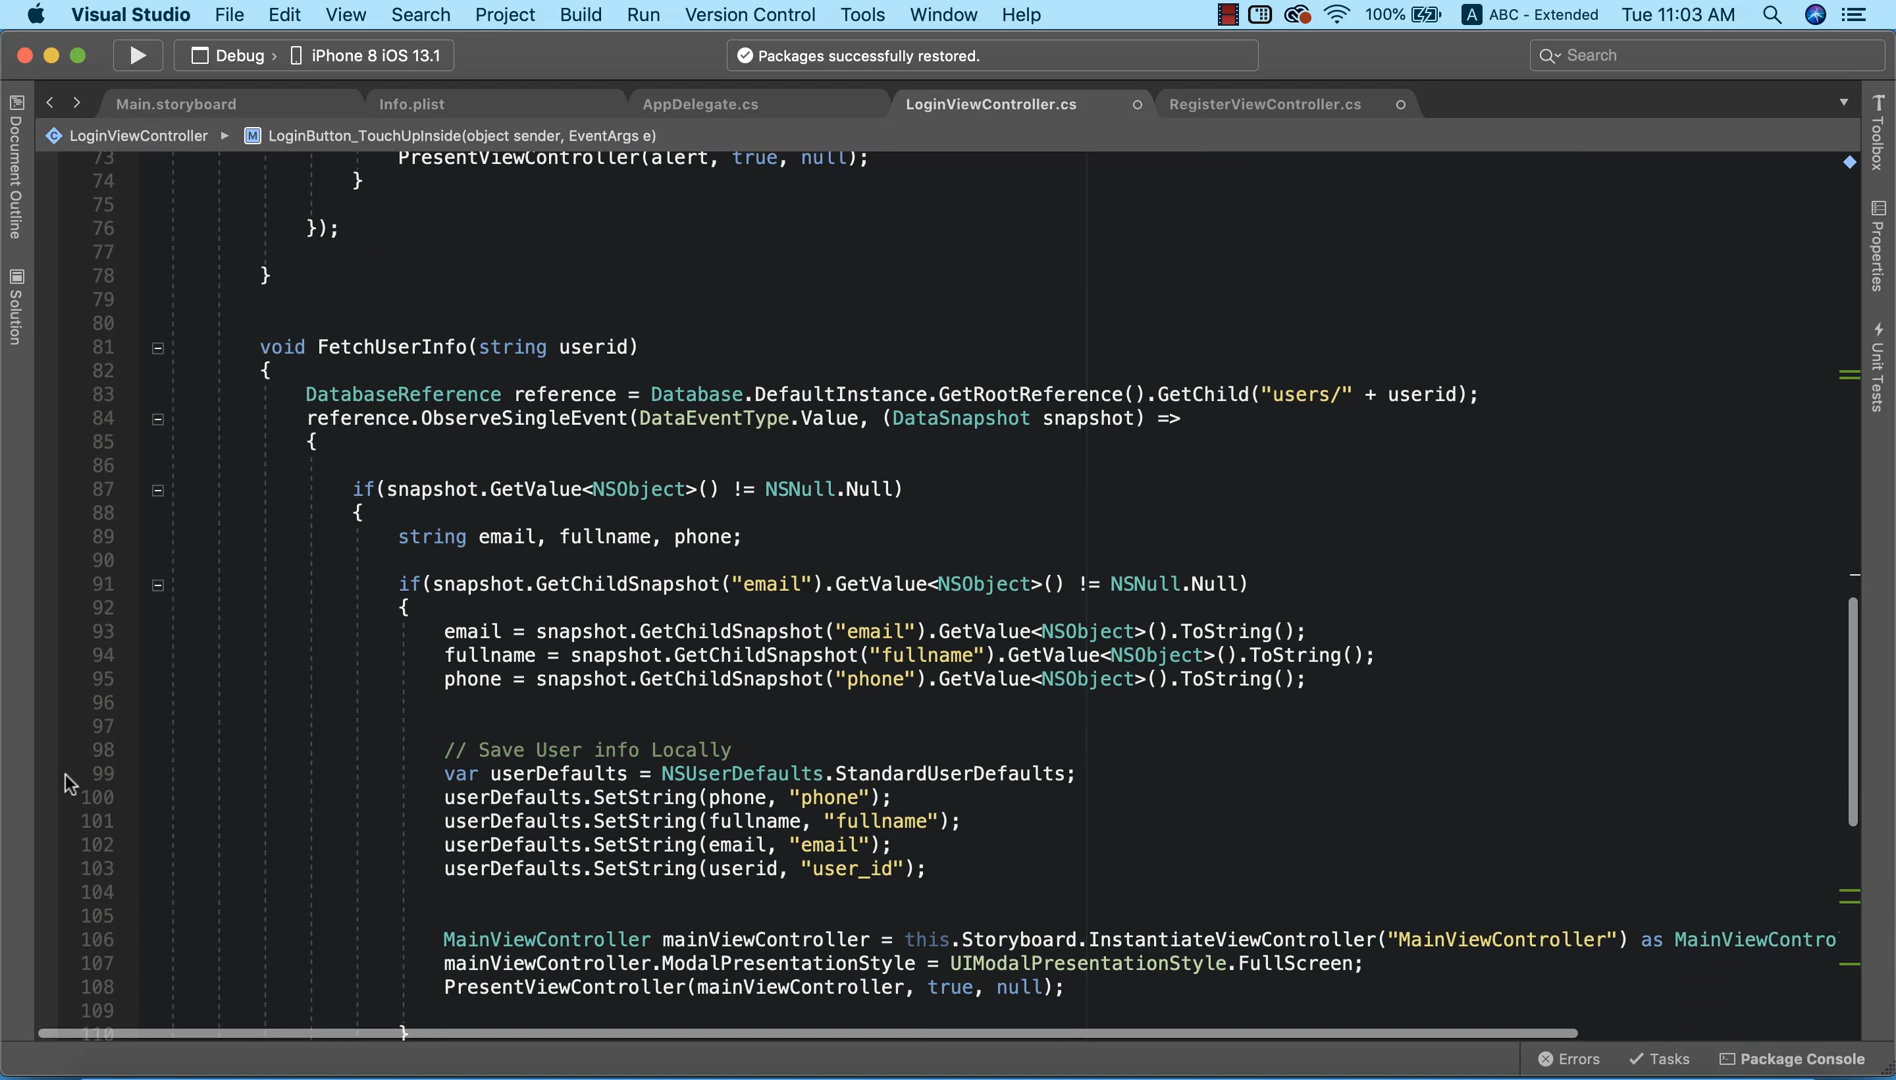 Visual Studio File Edit View Search Project Build Run Version Control Tools Window Help 100% A ABC - Extended Tue 11:03 AM
Debug › iPhone 8 iOS 13.1 Packages successfully restored. Search
Main.storyboard Info.plist AppDelegate.cs LoginViewController.cs RegisterViewController.cs
LoginViewController M LoginButton_TouchUpInside(object sender, EventArgs e)
Document Outline
Solution
Toolbox
Properties
Unit Tests
73 PresentViewController(alert, true, null);
74 }
75
76 });
77
78 }
79
80
81 void FetchUserInfo(string userid)
82 {
83 DatabaseReference reference = Database.DefaultInstance.GetRootReference().GetChild("users/" + userid);
84 reference.ObserveSingleEvent(DataEventType.Value, (DataSnapshot snapshot) =>
85 {
86
87 if(snapshot.GetValue<NSObject>() != NSNull.Null)
88 {
89 string email, fullname, phone;
90
91 if(snapshot.GetChildSnapshot("email").GetValue<NSObject>() != NSNull.Null)
92 {
93 email = snapshot.GetChildSnapshot("email").GetValue<NSObject>().ToString();
94 fullname = snapshot.GetChildSnapshot("fullname").GetValue<NSObject>().ToString();
95 phone = snapshot.GetChildSnapshot("phone").GetValue<NSObject>().ToString();
96
97
98 // Save User info Locally
99 var userDefaults = NSUserDefaults.StandardUserDefaults;
100 userDefaults.SetString(phone, "phone");
101 userDefaults.SetString(fullname, "fullname");
102 userDefaults.SetString(email, "email");
103 userDefaults.SetString(userid, "user_id");
104
105
106 MainViewController mainViewController = this.Storyboard.InstantiateViewController("MainViewController") as MainViewContro
107 mainViewController.ModalPresentationStyle = UIModalPresentationStyle.FullScreen;
108 PresentViewController(mainViewController, true, null);
109
110 }
Errors Tasks Package Console